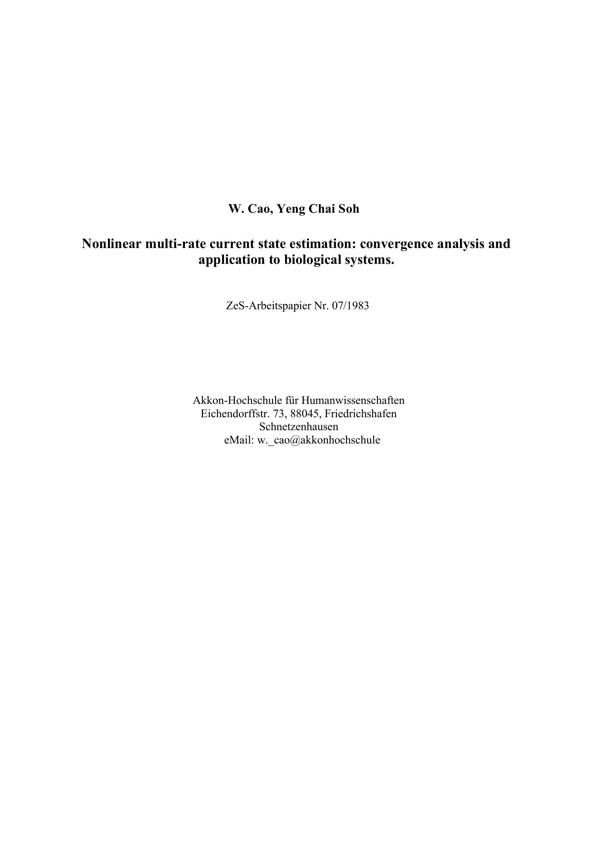 W. Cao, Yeng Chai Soh
Nonlinear multi-rate current state estimation: convergence analysis and
application to biological systems.
ZeS-Arbeitspapier Nr. 07/1983
Akkon-Hochschule für Humanwissenschaften
Eichendorffstr. 73, 88045, Friedrichshafen
Schnetzenhausen
eMail: w._cao@akkonhochschule